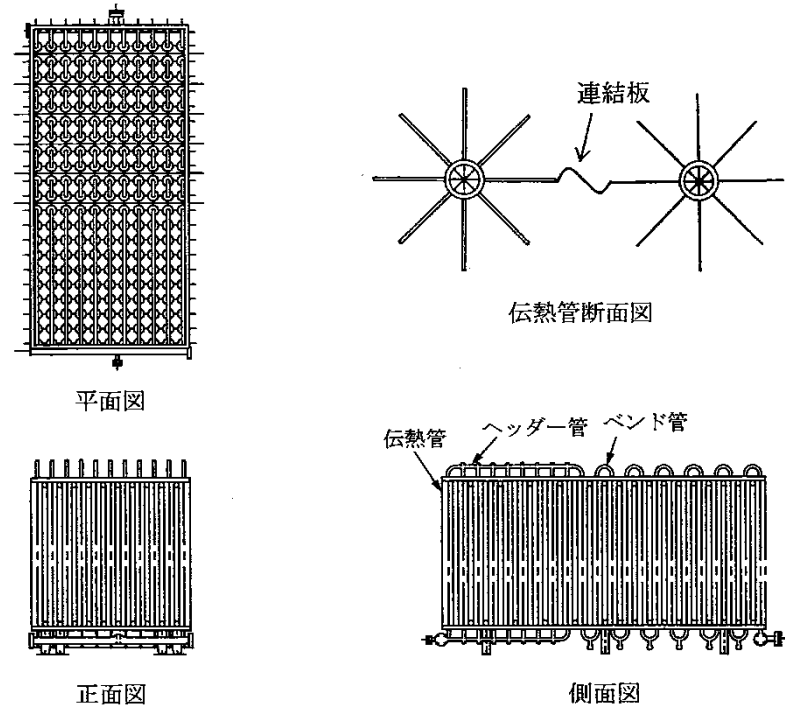 連結板
伝熱管断面図
平面図
伝熱管
ヘッダー管
ベンド管
正面図
側面図